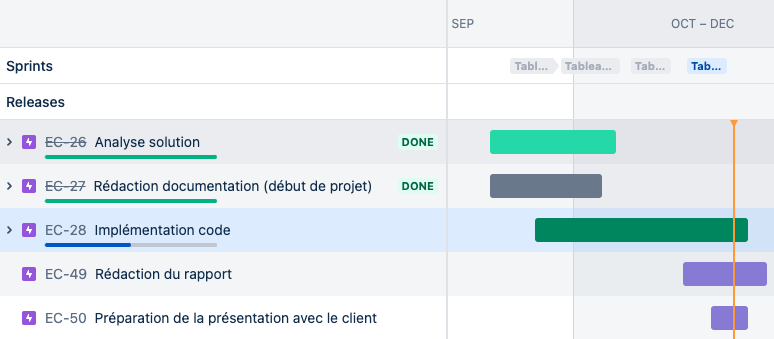 SEP OCT – DEC
Sprints Tabl... Tablea... Tab... Tab...
Releases
EC-26 Analyse solution DONE
EC-27 Rédaction documentation (début de projet) DONE
EC-28 Implémentation code
EC-49 Rédaction du rapport
EC-50 Préparation de la présentation avec le client